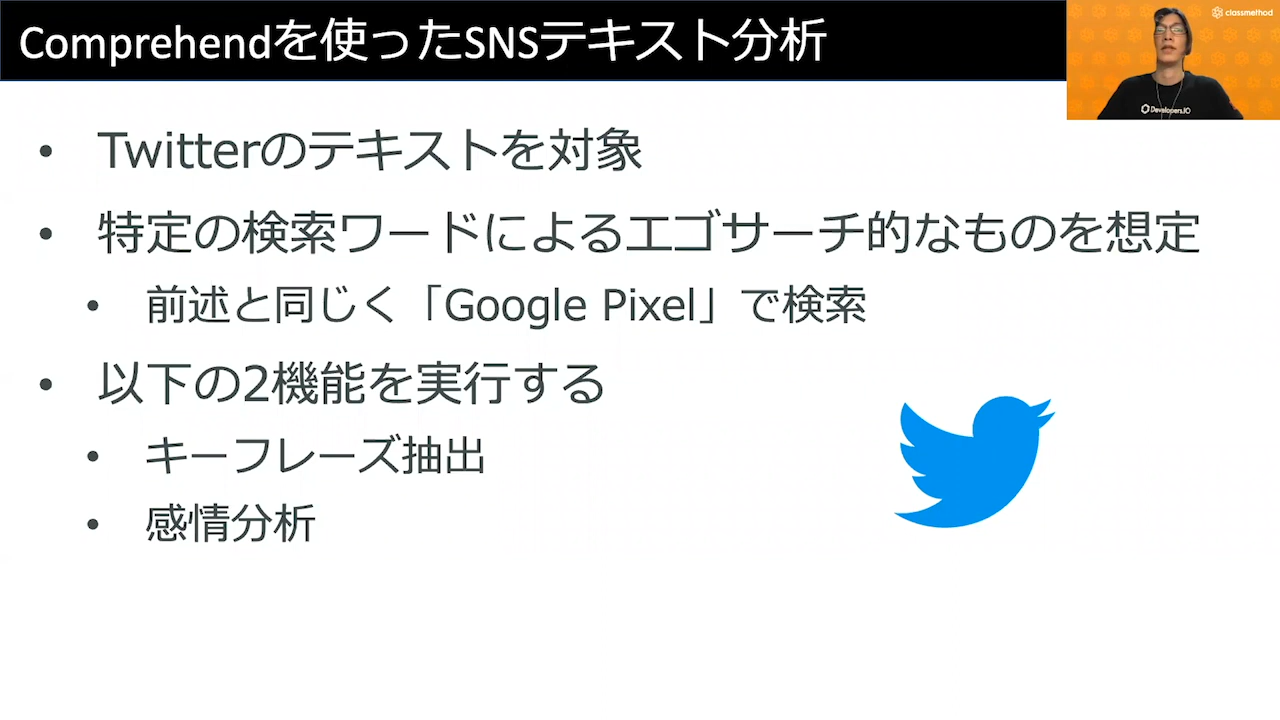 Comprehendを使ったSNSテキスト分析
classmethod
Developers.IO
• Twitterのテキストを対象
• 特定の検索ワードによるエゴサーチ的なものを想定
• 前述と同じく「Google Pixel」で検索
• 以下の2機能を実行する
• キーフレーズ抽出
• 感情分析